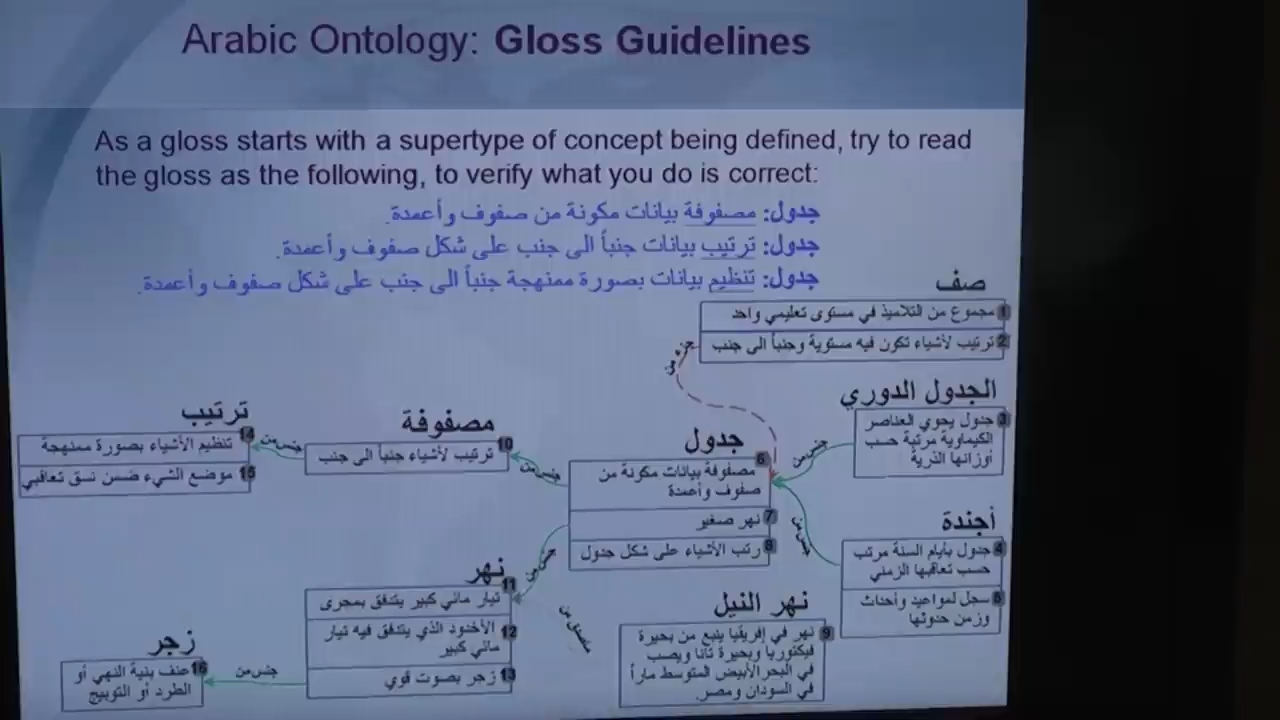 Arabic Ontology: Gloss Guidelines
As a gloss starts with a supertype of concept being defined, try to read
the gloss as the following, to verify what you do is correct:
جدول: مصفوفة بيانات مكونة من صفوف وأعمدة.
جدول: ترتيب بيانات جنباً الى جنب على شكل صفوف وأعمدة.
جدول: تنظيم بيانات بصورة ممنهجة جنباً الى جنب على شكل صفوف وأعمدة.
صف
1 مجموع من التلاميذ في مستوى تعليمي واحد
2 ترتيب لأشياء تكون فيه مستوية وجنباً الى جنب
جزء من
الجدول الدوري
3 جدول يحوي العناصر
الكيماوية مرتبة حسب
أوزانها الذرية
جنس من
أجندة
4 جدول بأيام السنة مرتب
حسب تعاقبها الزمني
5 سجل لمواعيد وأحداث
وزمن حدوثها
جنس من
جدول
6 مصفوفة بيانات مكونة من
صفوف وأعمدة
7 نهر صغير
8 رتب الأشياء على شكل جدول
جنس من
جنس من
مصفوفة
10 ترتيب لأشياء جنباً الى جنب
جنس من
ترتيب
14 تنظيم الأشياء بصورة ممنهجة
15 موضع الشيء ضمن نسق تعاقبي
نهر النيل
9 نهر في إفريقيا ينبع من بحيرة
فيكتوريا وبحيرة تانا ويصب
في البحر الأبيض المتوسط ماراً
في السودان ومصر.
نهر
11 تيار مائي كبير يتدفق بمجرى
12 الأخدود الذي يتدفق فيه تيار
مائي كبير
13 زجر بصوت قوي
جنس من
زجر
16 عنف بنية النهي أو
الطرد أو التوبيخ